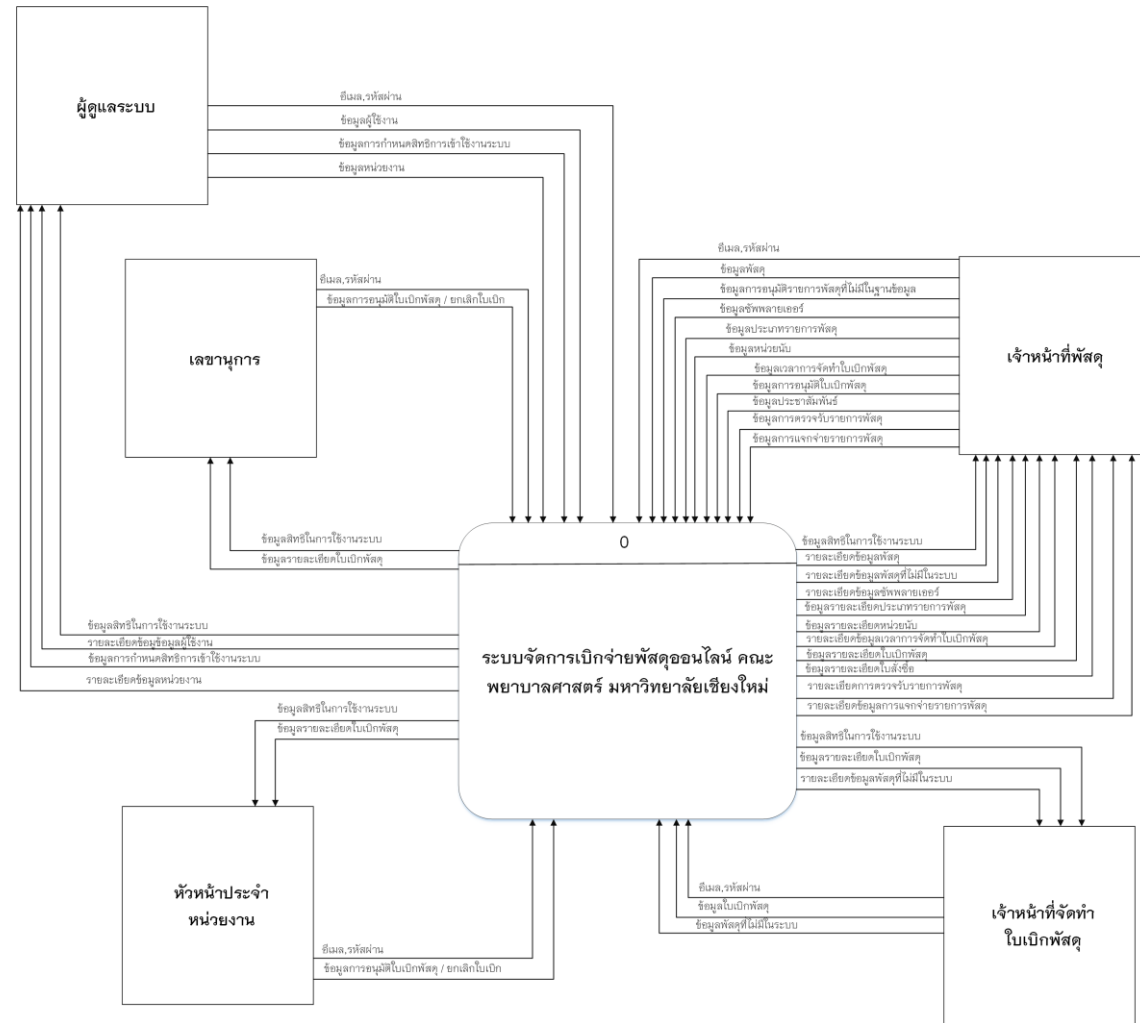 ผู้ดูแลระบบ
อีเมล,รหัสผ่าน
ข้อมูลผู้ใช้งาน
ข้อมูลการกำหนดสิทธิการเข้าใช้งานระบบ
ข้อมูลหน่วยงาน
เลขานุการ
อีเมล,รหัสผ่าน
ข้อมูลการอนุมัติใบเบิกพัสดุ / ยกเลิกใบเบิก
อีเมล,รหัสผ่าน
ข้อมูลพัสดุ
ข้อมูลการอนุมัติรายการพัสดุที่ไม่มีในฐานข้อมูล
ข้อมูลซัพพลายเออร์
ข้อมูลประเภทรายการพัสดุ
ข้อมูลหน่วยนับ
ข้อมูลเวลาการจัดทำใบเบิกพัสดุ
ข้อมูลการอนุมัติใบเบิกพัสดุ
ข้อมูลประชาสัมพันธ์
ข้อมูลการตรวจรับรายการพัสดุ
ข้อมูลการแจกจ่ายรายการพัสดุ
เจ้าหน้าที่พัสดุ
ข้อมูลสิทธิในการใช้งานระบบ
ข้อมูลรายละเอียดใบเบิกพัสดุ
0
ระบบจัดการเบิกจ่ายพัสดุออนไลน์ คณะ
พยาบาลศาสตร์ มหาวิทยาลัยเชียงใหม่
ข้อมูลสิทธิในการใช้งานระบบ
รายละเอียดข้อมูลพัสดุ
รายละเอียดข้อมูลพัสดุที่ไม่มีในระบบ
รายละเอียดข้อมูลซัพพลายเออร์
ข้อมูลรายละเอียดประเภทรายการพัสดุ
ข้อมูลรายละเอียดหน่วยนับ
รายละเอียดข้อมูลเวลาการจัดทำใบเบิกพัสดุ
ข้อมูลรายละเอียดใบเบิกพัสดุ
ข้อมูลรายละเอียดใบสั่งซื้อ
รายละเอียดการตรวจรับรายการพัสดุ
รายละเอียดข้อมูลการแจกจ่ายรายการพัสดุ
ข้อมูลสิทธิในการใช้งานระบบ
รายละเอียดข้อมูข้อมูลผู้ใช้งาน
ข้อมูลการกำหนดสิทธิการเข้าใช้งานระบบ
รายละเอียดข้อมูลหน่วยงาน
ข้อมูลสิทธิในการใช้งานระบบ
ข้อมูลรายละเอียดใบเบิกพัสดุ
ข้อมูลสิทธิในการใช้งานระบบ
ข้อมูลรายละเอียดใบเบิกพัสดุ
รายละเอียดข้อมูลพัสดุที่ไม่มีในระบบ
หัวหน้าประจำ
หน่วยงาน
อีเมล,รหัสผ่าน
ข้อมูลการอนุมัติใบเบิกพัสดุ / ยกเลิกใบเบิก
อีเมล,รหัสผ่าน
ข้อมูลใบเบิกพัสดุ
ข้อมูลพัสดุที่ไม่มีในระบบ
เจ้าหน้าที่จัดทำ
ใบเบิกพัสดุ